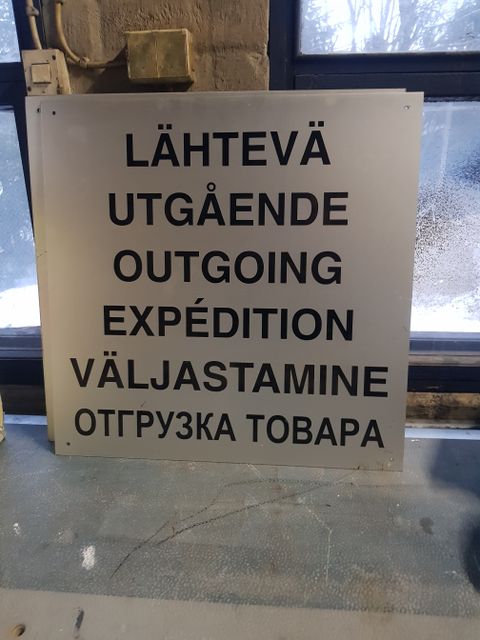 LÄHTEVÄ
UTGÅENDE
OUTGOING
EXPÉDITION
VÄLJASTAMINE
ОТГРУЗКА ТОВАРА